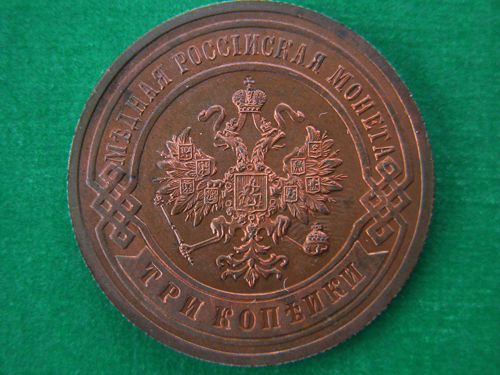 МѢДНАЯ РОССІЙСКАЯ МОНЕТА
ТРИ КОПѢЙКИ